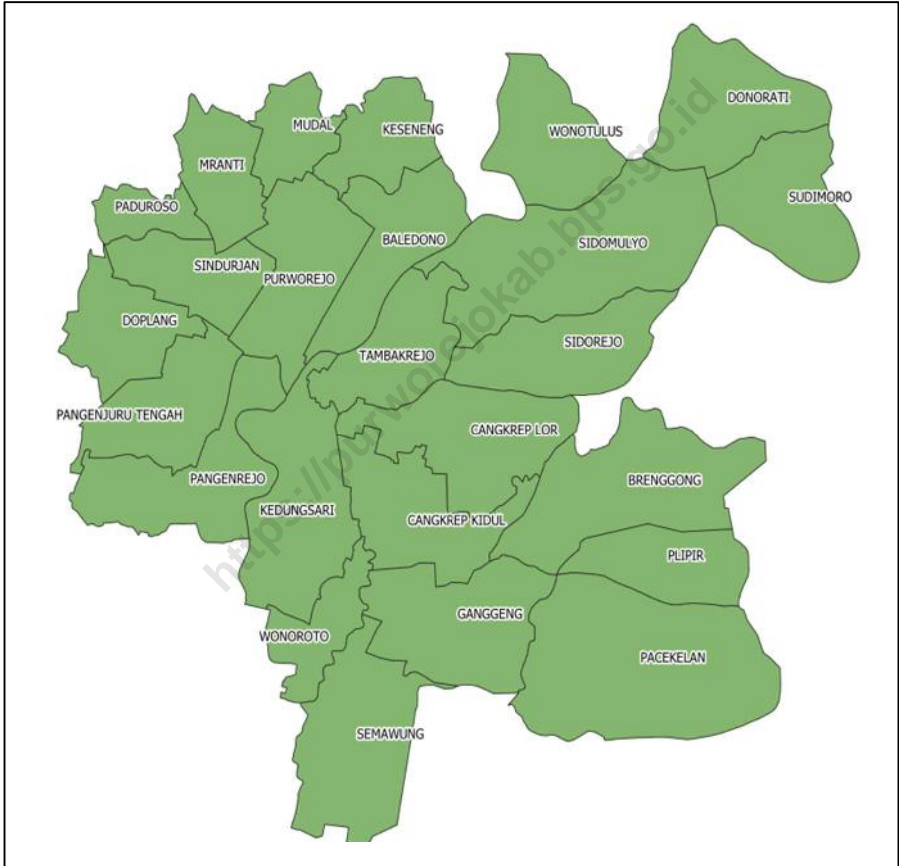 DONORATI
MUDAL
KESENENG
WONOTULUS
MRANTI
SUDIMORO
PADUROSO
BALEDONO
SIDOMULYO
SINDURJAN
PURWOREJO
DOPLANG
SIDOREJO
TAMBAKREJO
PANGENJURU TENGAH
CANGKREP LOR
PANGENREJO
BRENGGONG
KEDUNGSARI
CANGKREP KIDUL
PLIPIR
GANGGENG
WONOROTO
PACEKELAN
SEMAWUNG
https://purworejokab.bps.go.id